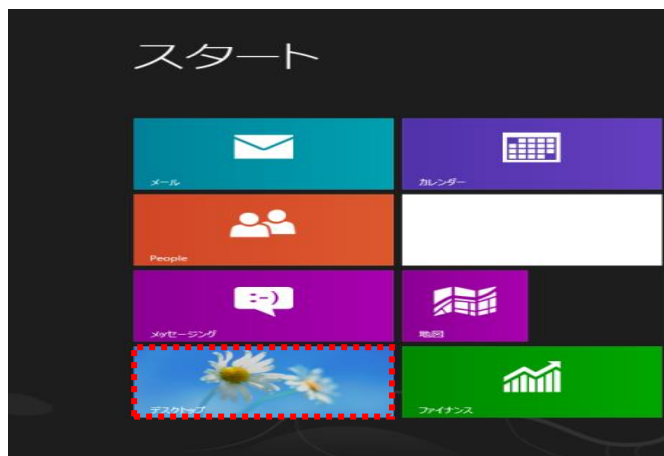 スタート
メール
カレンダー
People
メッセージング
地図
デスクトップ
ファイナンス